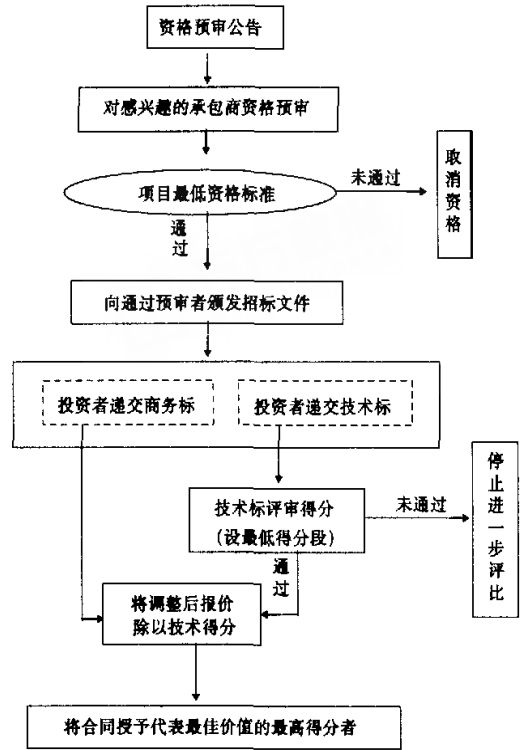 资格预审公告
对感兴趣的承包商资格预审
项目最低资格标准
未通过
取消资格
通过
向通过预审者颁发招标文件
投资者递交商务标
投资者递交技术标
技术标评审得分
(设最低得分段)
未通过
停止进一步评比
通过
将调整后报价
除以技术得分
将合同授予代表最佳价值的最高得分者